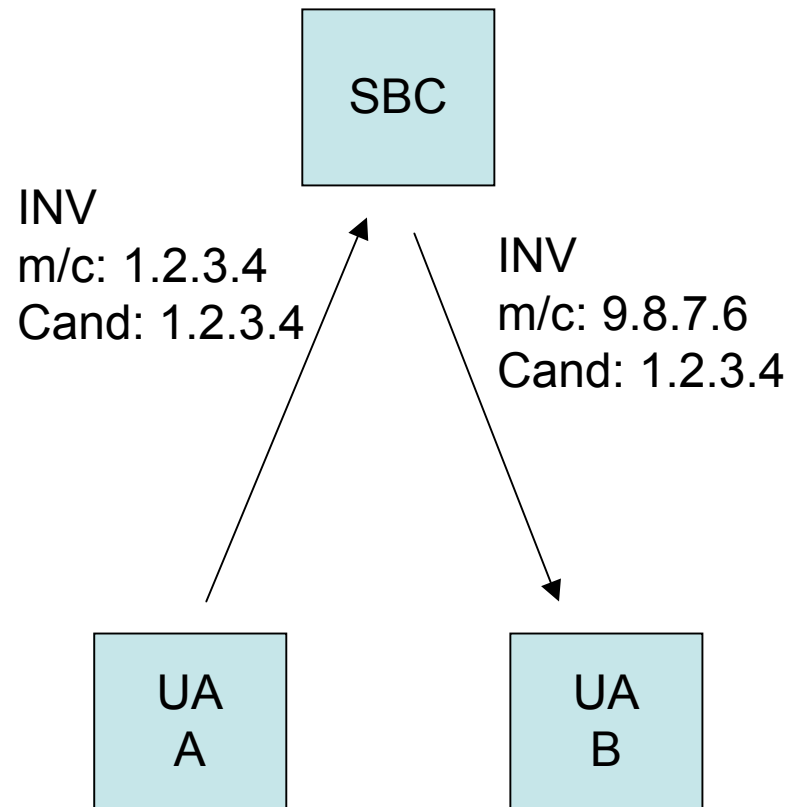 SBC
INV
m/c: 1.2.3.4
Cand: 1.2.3.4
INV
m/c: 9.8.7.6
Cand: 1.2.3.4
UA
A
UA
B